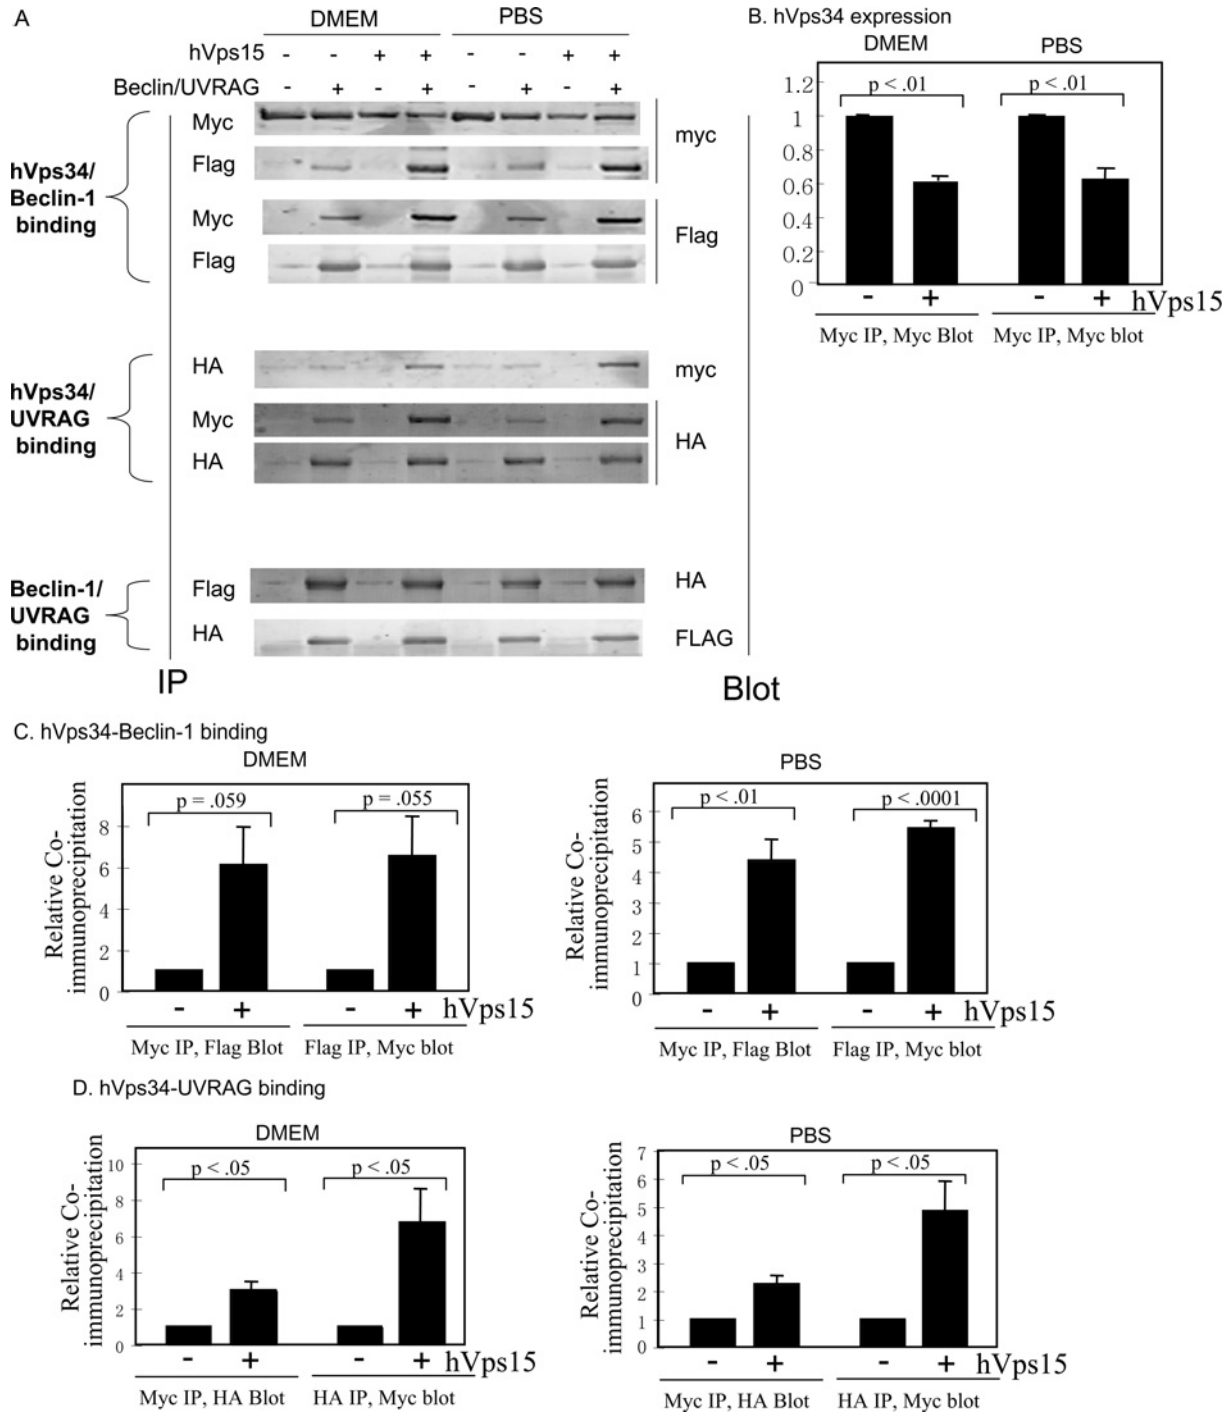 A
DMEM PBS
hVps15 - - + + - - + +
Beclin/UVRAG - + - + - + - +
hVps34/
Beclin-1
binding
Myc
Flag
myc
Myc
Flag
Flag
hVps34/
UVRAG
binding
HA
myc
Myc
HA
HA
Beclin-1/
UVRAG
binding
Flag
HA
HA
FLAG
IP
Blot
B. hVps34 expression
DMEM PBS
1.2
1
0.8
0.6
0.4
0.2
0
p < .01 p < .01
- + - + hVps15
Myc IP, Myc Blot Myc IP, Myc blot
C. hVps34-Beclin-1 binding
DMEM
Relative Co-
immunoprecipitation
8
6
4
2
0
p = .059 p = .055
- + - + hVps15
Myc IP, Flag Blot Flag IP, Myc blot
PBS
Relative Co-
immunoprecipitation
6
5
4
3
2
1
0
p < .01 p < .0001
- + - + hVps15
Myc IP, Flag Blot Flag IP, Myc blot
D. hVps34-UVRAG binding
DMEM
Relative Co-
immunoprecipitation
10
8
6
4
2
0
p < .05 p < .05
- + - + hVps15
Myc IP, HA Blot HA IP, Myc blot
PBS
Relative Co-
immunoprecipitation
7
6
5
4
3
2
1
0
p < .05 p < .05
- + - + hVps15
Myc IP, HA Blot HA IP, Myc blot